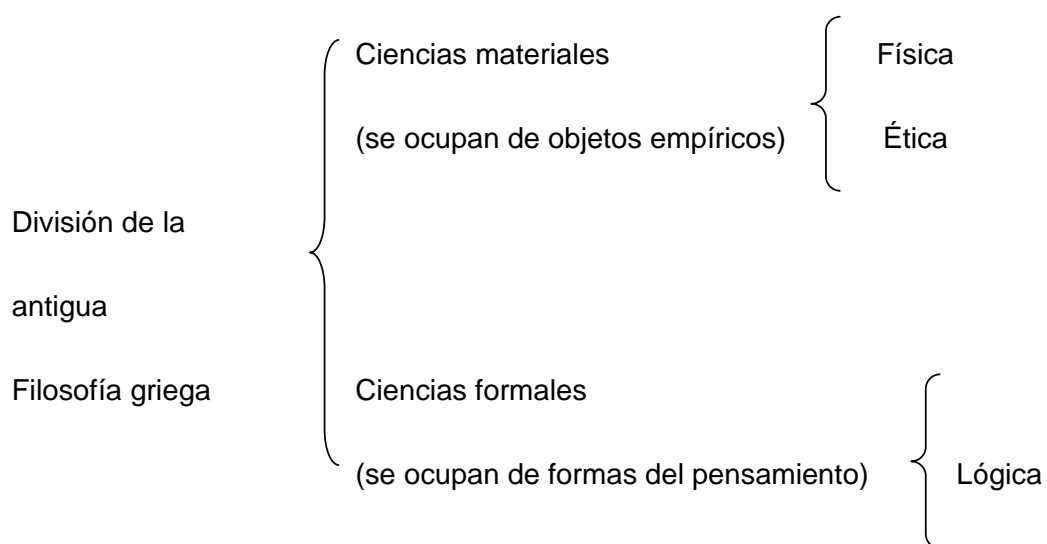 Ciencias materiales
Física
(se ocupan de objetos empíricos)
Ética
División de la
antigua
Filosofía griega
Ciencias formales
(se ocupan de formas del pensamiento)
Lógica